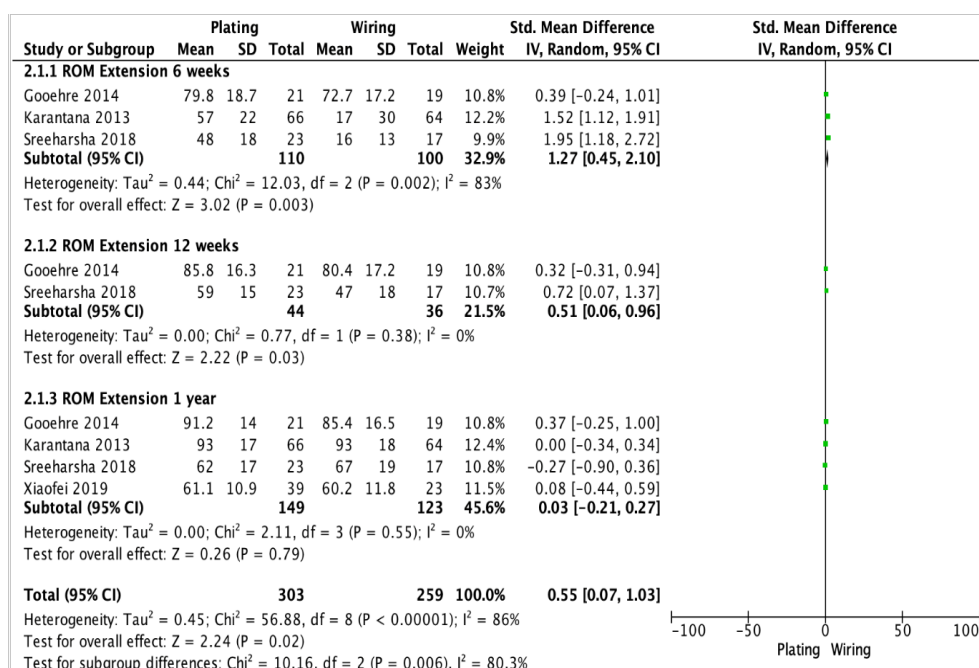 Plating Wiring Std. Mean Difference Std. Mean Difference
Study or Subgroup Mean SD Total Mean SD Total Weight IV, Random, 95% CI IV, Random, 95% CI
2.1.1 ROM Extension 6 weeks
Gooehre 2014 79.8 18.7 21 72.7 17.2 19 10.8% 0.39 [−0.24, 1.01]
Karantana 2013 57 22 66 17 30 64 12.2% 1.52 [1.12, 1.91]
Sreeharsha 2018 48 18 23 16 13 17 9.9% 1.95 [1.18, 2.72]
Subtotal (95% CI) 110 100 32.9% 1.27 [0.45, 2.10]
Heterogeneity: Tau² = 0.44; Chi² = 12.03, df = 2 (P = 0.002); I² = 83%
Test for overall effect: Z = 3.02 (P = 0.003)
2.1.2 ROM Extension 12 weeks
Gooehre 2014 85.8 16.3 21 80.4 17.2 19 10.8% 0.32 [−0.31, 0.94]
Sreeharsha 2018 59 15 23 47 18 17 10.7% 0.72 [0.07, 1.37]
Subtotal (95% CI) 44 36 21.5% 0.51 [0.06, 0.96]
Heterogeneity: Tau² = 0.00; Chi² = 0.77, df = 1 (P = 0.38); I² = 0%
Test for overall effect: Z = 2.22 (P = 0.03)
2.1.3 ROM Extension 1 year
Gooehre 2014 91.2 14 21 85.4 16.5 19 10.8% 0.37 [−0.25, 1.00]
Karantana 2013 93 17 66 93 18 64 12.4% 0.00 [−0.34, 0.34]
Sreeharsha 2018 62 17 23 67 19 17 10.8% −0.27 [−0.90, 0.36]
Xiaofei 2019 61.1 10.9 39 60.2 11.8 23 11.5% 0.08 [−0.44, 0.59]
Subtotal (95% CI) 149 123 45.6% 0.03 [−0.21, 0.27]
Heterogeneity: Tau² = 0.00; Chi² = 2.11, df = 3 (P = 0.55); I² = 0%
Test for overall effect: Z = 0.26 (P = 0.79)
Total (95% CI) 303 259 100.0% 0.55 [0.07, 1.03]
Heterogeneity: Tau² = 0.45; Chi² = 56.88, df = 8 (P < 0.00001); I² = 86%
−100 −50 0 50 100
Test for overall effect: Z = 2.24 (P = 0.02)
Plating Wiring
Test for subgroup differences: Chi² = 10.16, df = 2 (P = 0.006), I² = 80.3%